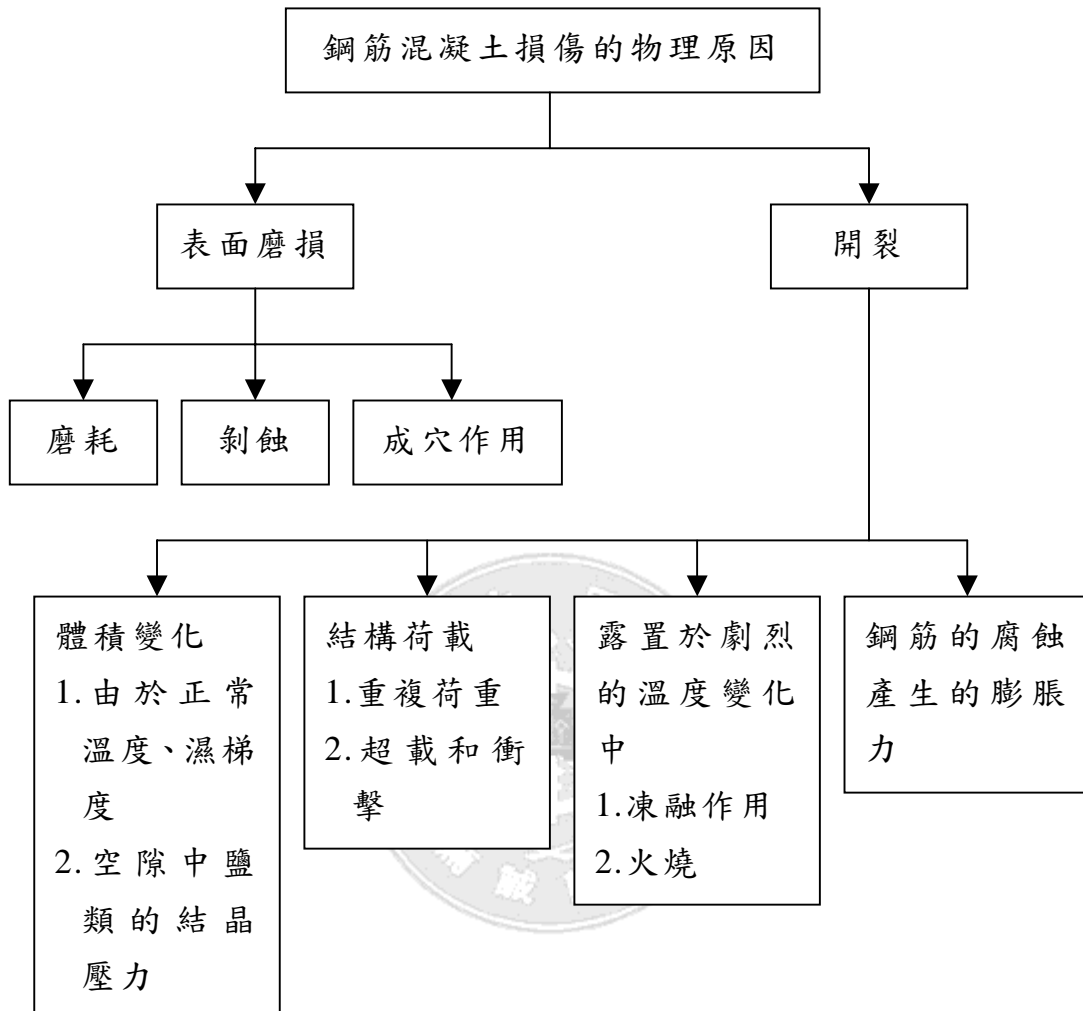 鋼筋混凝土損傷的物理原因
表面磨損
開裂
磨耗
剝蝕
成穴作用
體積變化
1.由於正常
溫度、濕梯
度
2.空隙中鹽
類的結晶
壓力
結構荷載
1.重複荷重
2.超載和衝
擊
露置於劇烈
的溫度變化
中
1.凍融作用
2.火燒
鋼筋的腐蝕
產生的膨脹
力